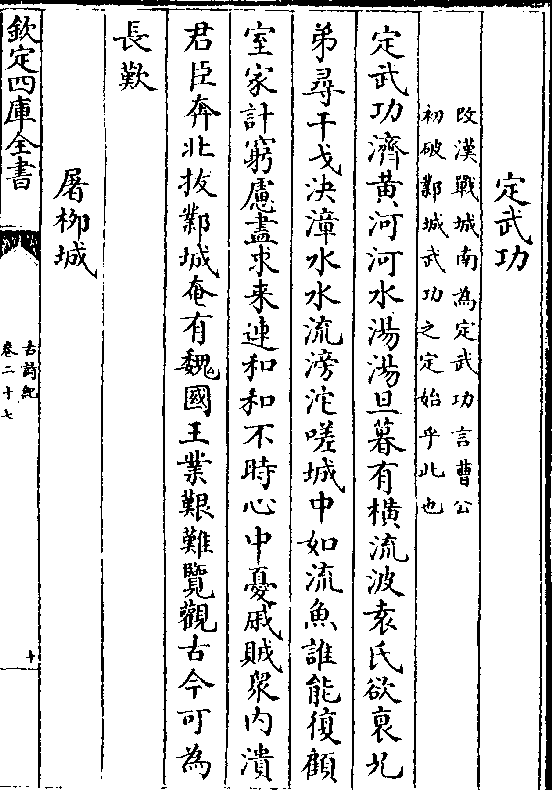 定武功
改漢戰城南為定武功言曹公
初破鄴城武功之定始乎此也
定武功濟黄河河水湯湯旦暮有横流波袁氏欲衰兄
弟尋干戈決漳水水流滂沱嗟城中如流魚誰能復顧
室家計窮慮盡求来連和和不時心中憂戚賊衆内潰
君臣奔北拔鄴城奄有魏國王業艱難覽觀古今可為
長歎
屠栁城
欽定四庫全書
古詩紀
卷二十七
十